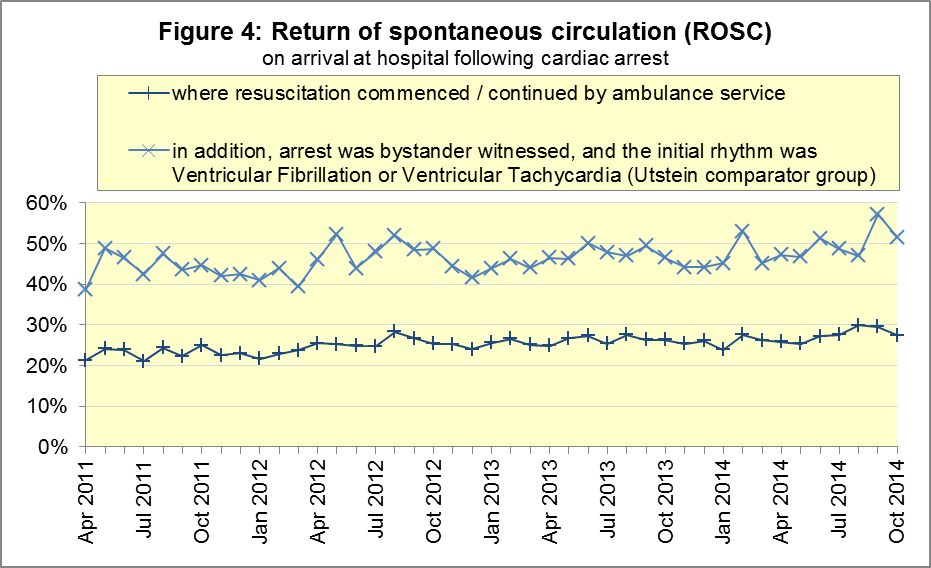 Figure 4: Return of spontaneous circulation (ROSC)
on arrival at hospital following cardiac arrest
where resuscitation commenced / continued by ambulance service
in addition, arrest was bystander witnessed, and the initial rhythm was
Ventricular Fibrillation or Ventricular Tachycardia (Utstein comparator group)
60%
50%
40%
30%
20%
10%
0%
Apr 2011
Jul 2011
Oct 2011
Jan 2012
Apr 2012
Jul 2012
Oct 2012
Jan 2013
Apr 2013
Jul 2013
Oct 2013
Jan 2014
Apr 2014
Jul 2014
Oct 2014